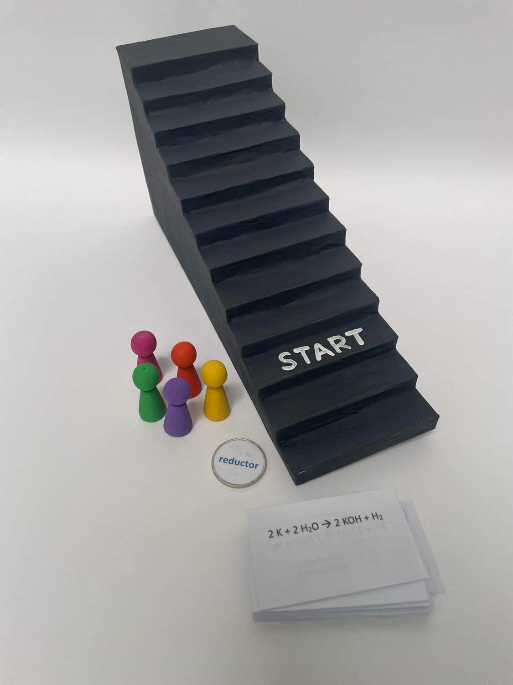 START
reductor
2 K + 2 H₂O → 2 KOH + H₂